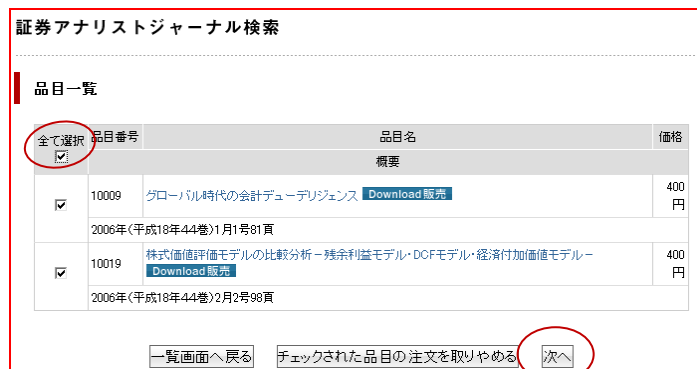 証券アナリストジャーナル検索
品目一覧
全て選択 品目番号 品目名 価格
概要
10009 グローバル時代の会計デューデリジェンス Download販売 400円
2006年(平成18年44巻)1月1号81頁
10019 株式価値評価モデルの比較分析－残余利益モデル・DCFモデル・経済付加価値モデル－ 400円
Download販売
2006年(平成18年44巻)2月2号98頁
一覧画面へ戻る チェックされた品目の注文を取りやめる 次へ